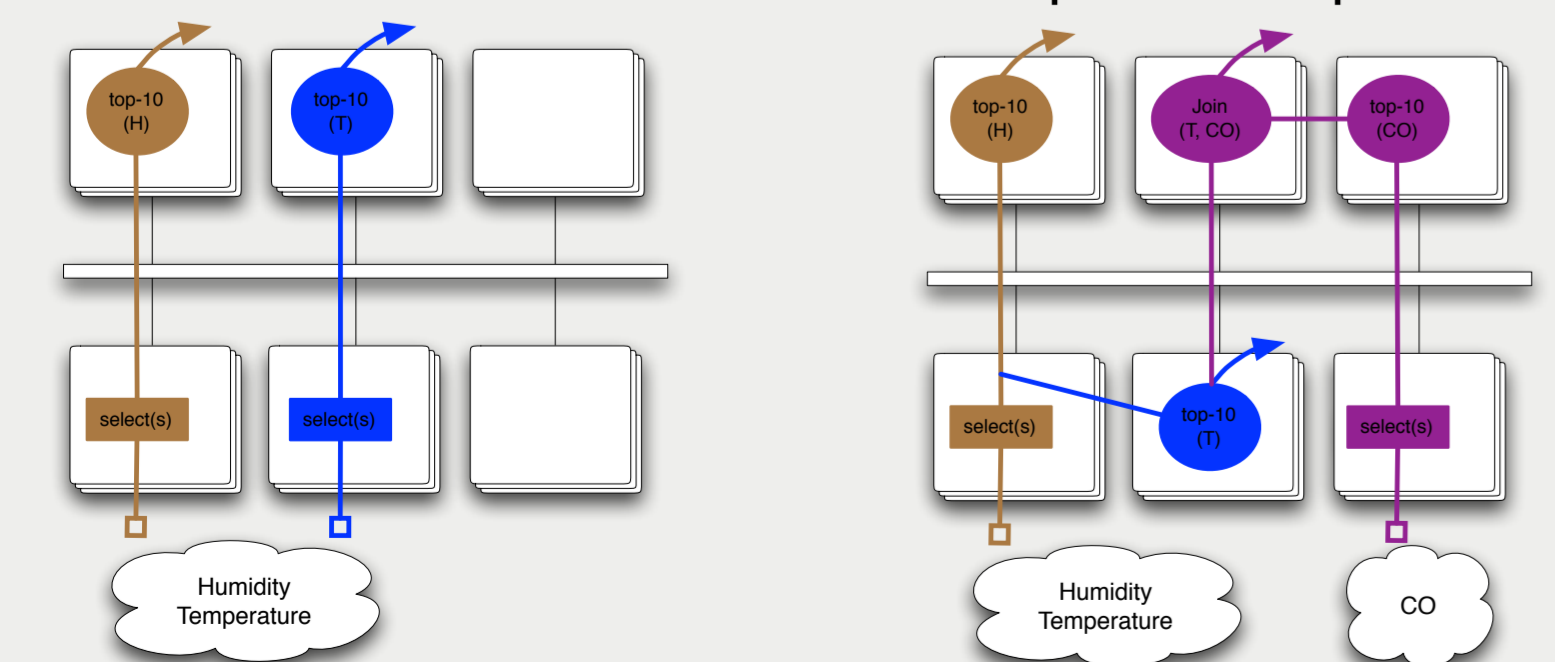 top-10
(H)
top-10
(T)
select(s)
select(s)
Humidity
Temperature
top-10
(H)
Join
(T, CO)
top-10
(CO)
select(s)
top-10
(T)
select(s)
Humidity
Temperature
CO